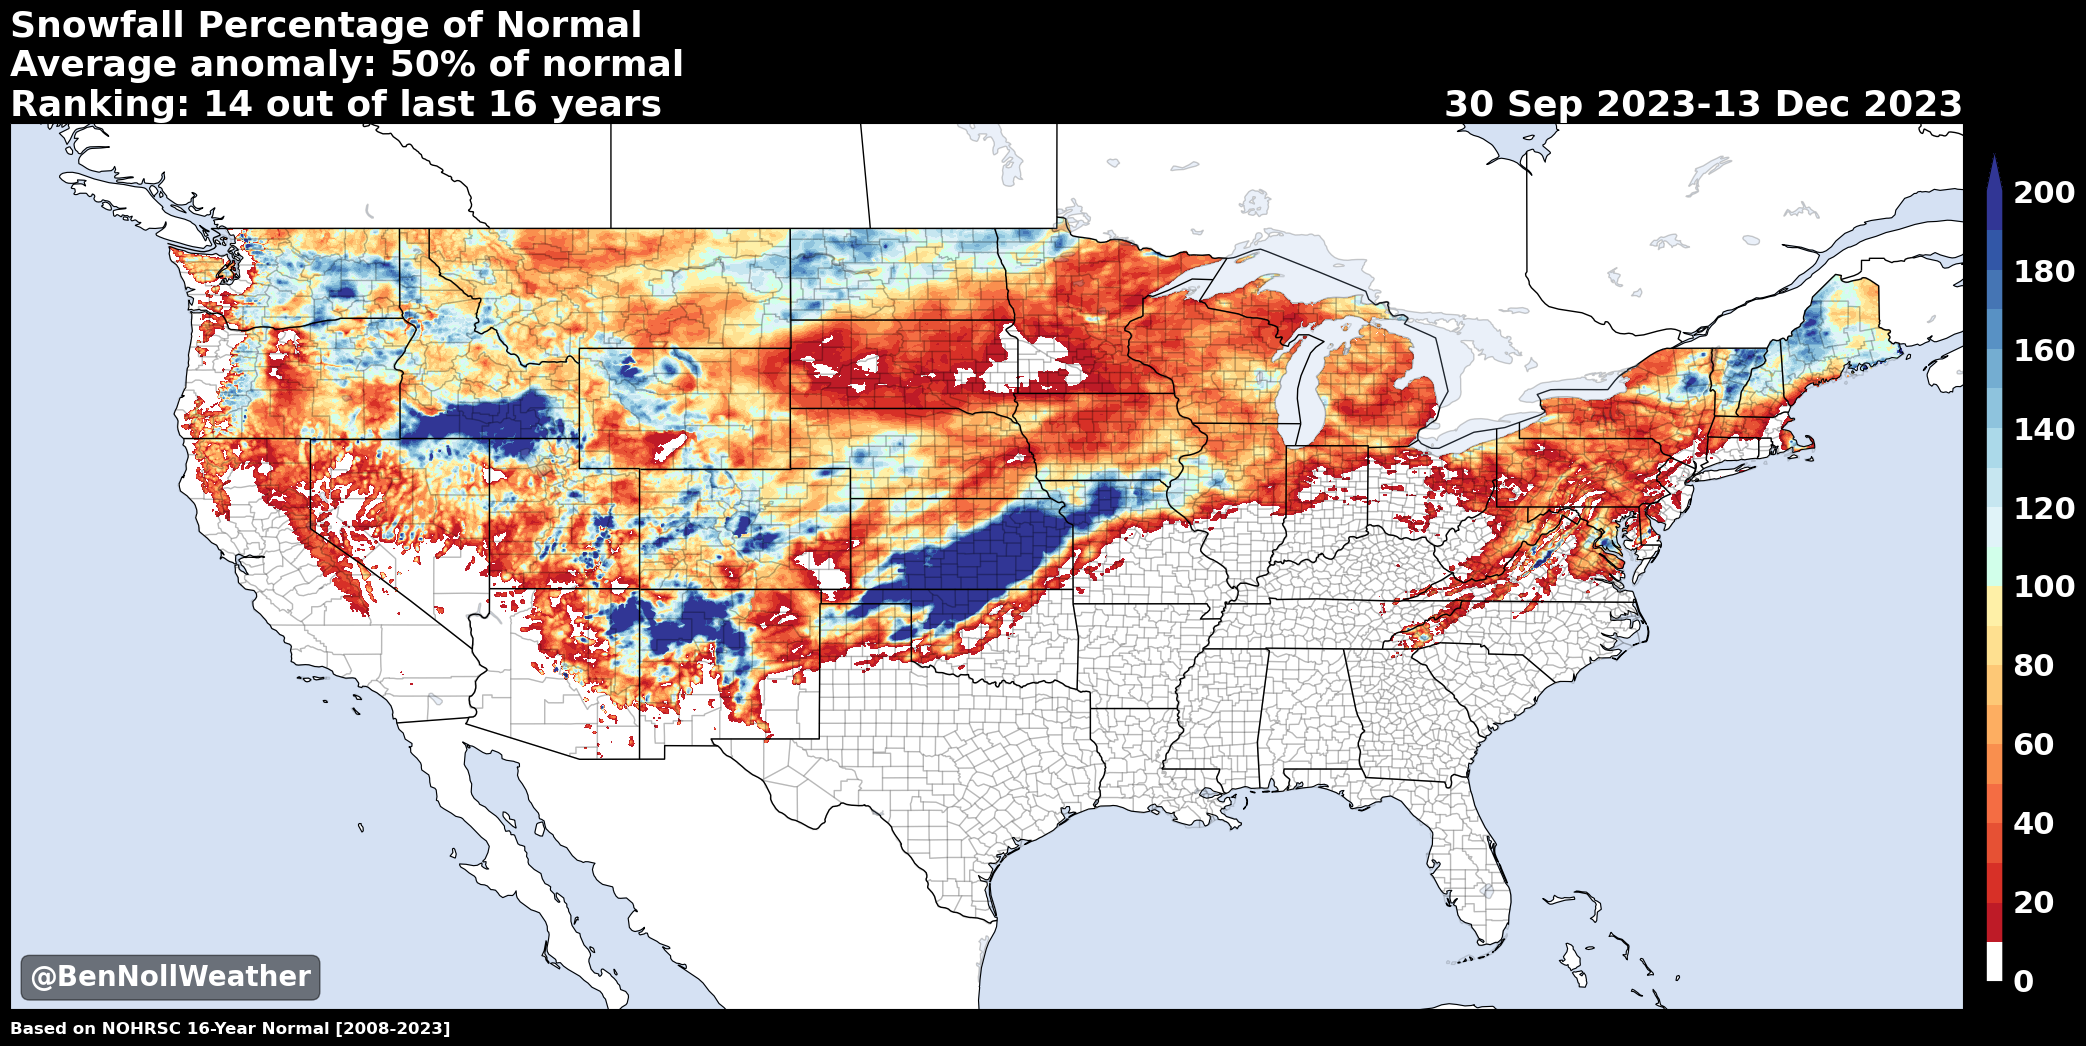 Snowfall Percentage of Normal
Average anomaly: 50% of normal
Ranking: 14 out of last 16 years
30 Sep 2023-13 Dec 2023
200
180
160
140
120
100
80
60
40
20
0
@BenNollWeather
Based on NOHRSC 16-Year Normal [2008-2023]